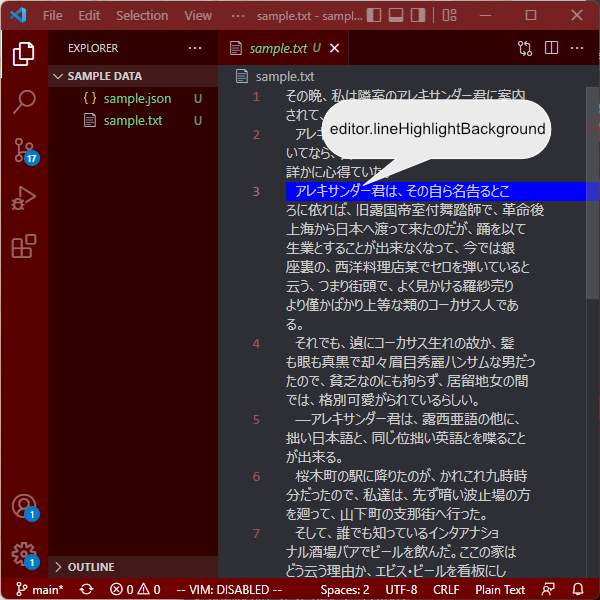 File Edit Selection View ··· sample.txt - sampl...
EXPLORER ···
SAMPLE DATA
{ } sample.json U
sample.txt U
17
1
1
OUTLINE
sample.txt U
sample.txt
1 その晩、私は隣室のアレキサンダー君に案内
されて、
editor.lineHighlightBackground
2 アレ
いてなら、
詳かに心得ていた。
3 アレキサンダー君は、その自ら名告るとこ
ろに依れば、旧露国帝室付舞踏師で、革命後
上海から日本へ渡って来たのだが、踊を以て
生業とすることが出来なくなって、今では銀
座裏の、西洋料理店某でセロを弾いていると
云う、つまり街頭で、よく見かける羅紗売り
より僅かばかり上等な類のコーカサス人であ
る。
4 それでも、遉にコーカサス生れの故か、髪
も眼も真黒で却々眉目秀麗ハンサムな男だっ
たので、貧乏なのにも拘らず、居留地女の間
では、格別可愛がられているらしい。
5 ―アレキサンダー君は、露西亜語の他に、
拙い日本語と、同じ位拙い英語とを喋ること
が出来る。
6 桜木町の駅に降りたのが、かれこれ九時時
分だったので、私達は、先ず暗い波止場の方
を廻って、山下町の支那街へ行った。
7 そして、誰でも知っているインタアナショ
ナル酒場バアでビールを飲んだ。ここの家は
どう云う理由か、エビス・ビールを看板にし
main* 0 0 -- VIM: DISABLED -- Spaces: 2 UTF-8 CRLF Plain Text